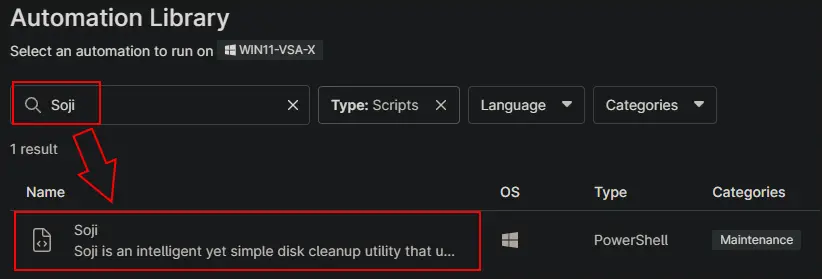 Automation Library
Select an automation to run on WIN11-VSA-X
Soji Type: Scripts Language Categories
1 result
Name OS Type Categories
Soji
Soji is an intelligent yet simple disk cleanup utility that u...
PowerShell
Maintenance